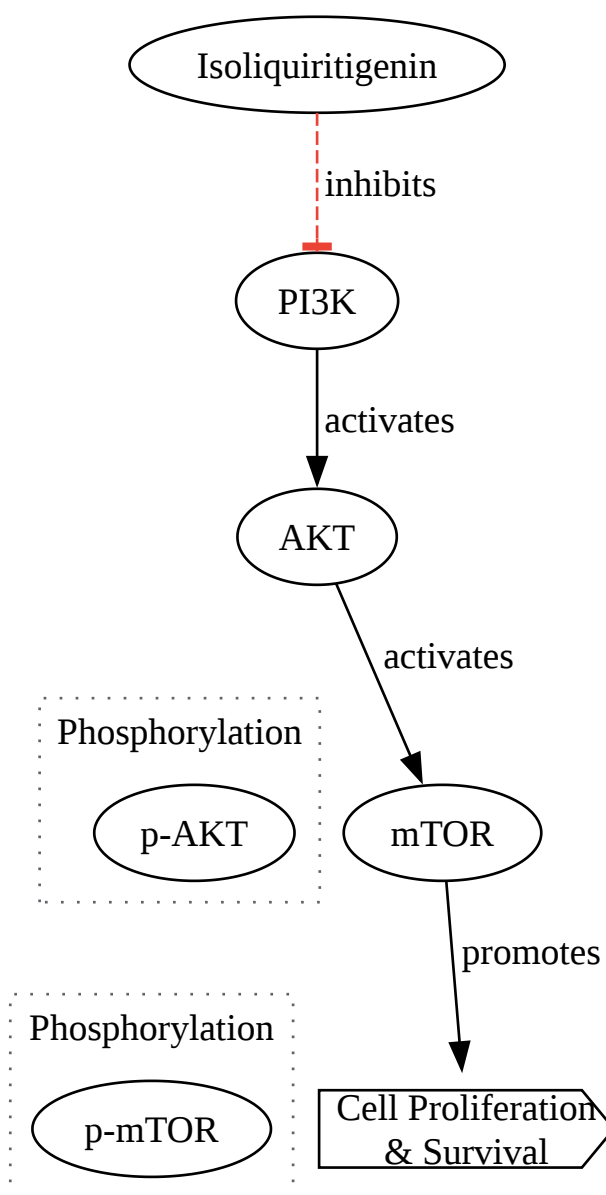 Isoliquiritigenin
inhibits
PI3K
activates
AKT
activates
Phosphorylation
p-AKT
mTOR
promotes
Phosphorylation
p-mTOR
Cell Proliferation
& Survival